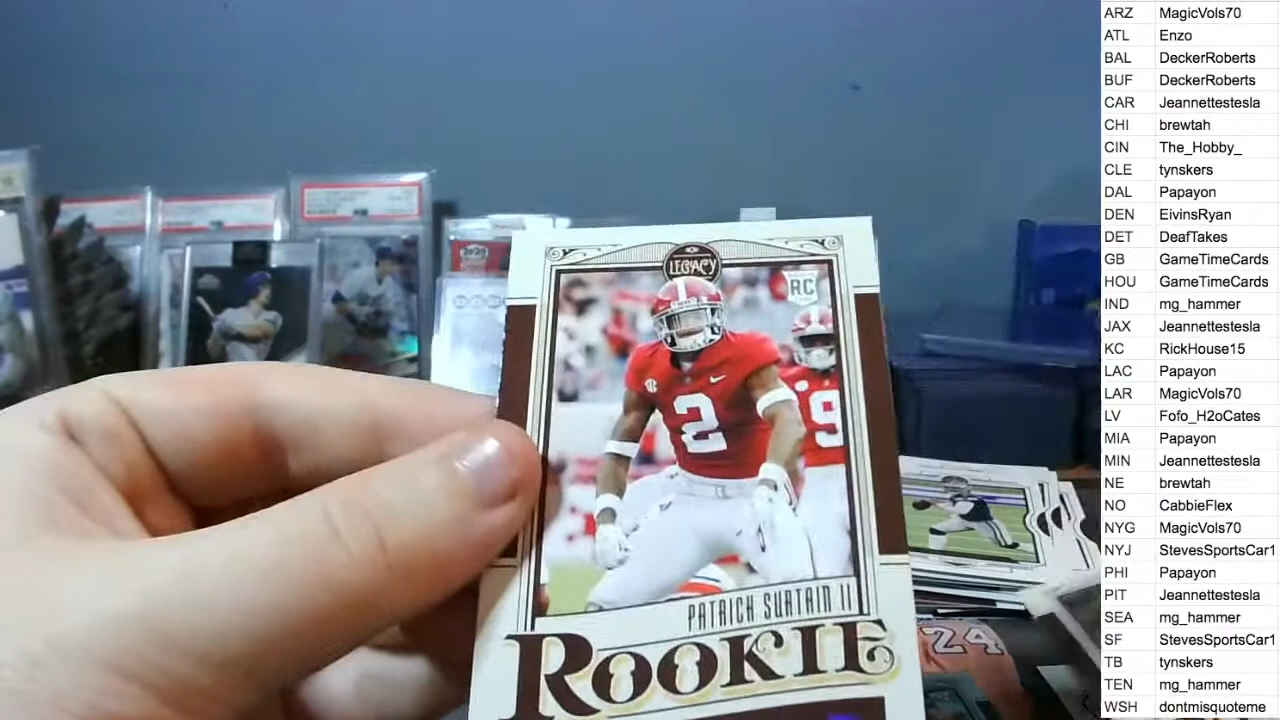 LEGACY
RC
2
9
PATRICK SURTAIN II
ROOKIE
24
ARZ MagicVols70
ATL Enzo
BAL DeckerRoberts
BUF DeckerRoberts
CAR Jeannettestesla
CHI brewtah
CIN The_Hobby_
CLE tynskers
DAL Papayon
DEN EivinsRyan
DET DeafTakes
GB GameTimeCards
HOU GameTimeCards
IND mg_hammer
JAX Jeannettestesla
KC RickHouse15
LAC Papayon
LAR MagicVols70
LV Fofo_H2oCates
MIA Papayon
MIN Jeannettestesla
NE brewtah
NO CabbieFlex
NYG MagicVols70
NYJ StevesSportsCar1
PHI Papayon
PIT Jeannettestesla
SEA mg_hammer
SF StevesSportsCar1
TB tynskers
TEN mg_hammer
WSH dontmisquoteme